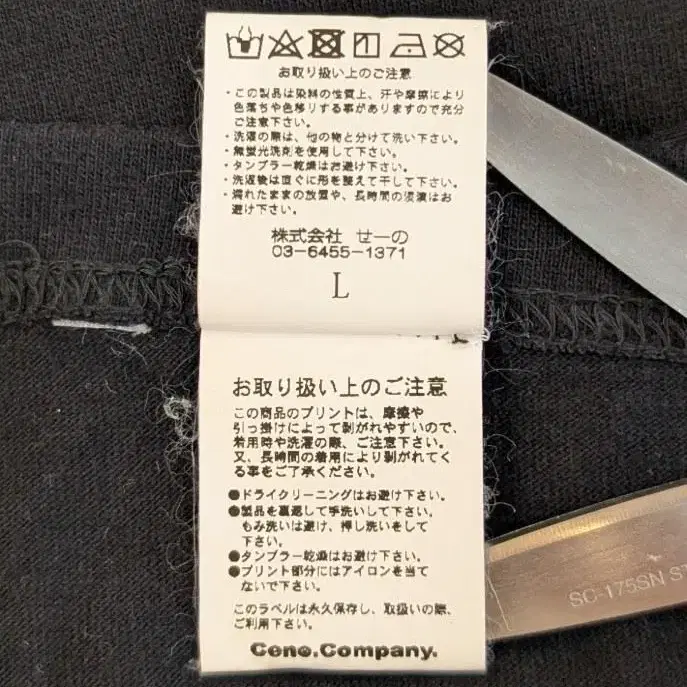 お取り扱い上のご注意
・この製品は染料の性質上、汗や摩擦により
色落ちや色移りする事がありますので充分
ご注意下さい。
・洗濯の際は、他の物と分けて洗い下さい。
・無蛍光洗剤を使用して下さい。
・タンブラー乾燥はお避け下さい。
・洗濯後は直ぐに形を整えて干して下さい。
・濡れたままの放置や、長時間の浸漬はお
避け下さい。
株式会社 せーの
03-6455-1371
L
お取り扱い上のご注意
この商品のプリントは、摩擦や
引っ掛けによって剥がれやすいので、
着用時や洗濯の際、ご注意下さい。
又、長時間の着用により剥がれてく
る事をご了承ください。
●ドライクリーニングはお避け下さい。
●製品を裏返して手洗いして下さい。
もみ洗いは避け、押し洗いをして
下さい。
●タンブラー乾燥はお避け下さい。
●プリント部分にはアイロンを当て
ないで下さい。
このラベルは永久保存し、取扱いの際、
ご利用下さい。
Ceno.Company.
SC-175SN ST